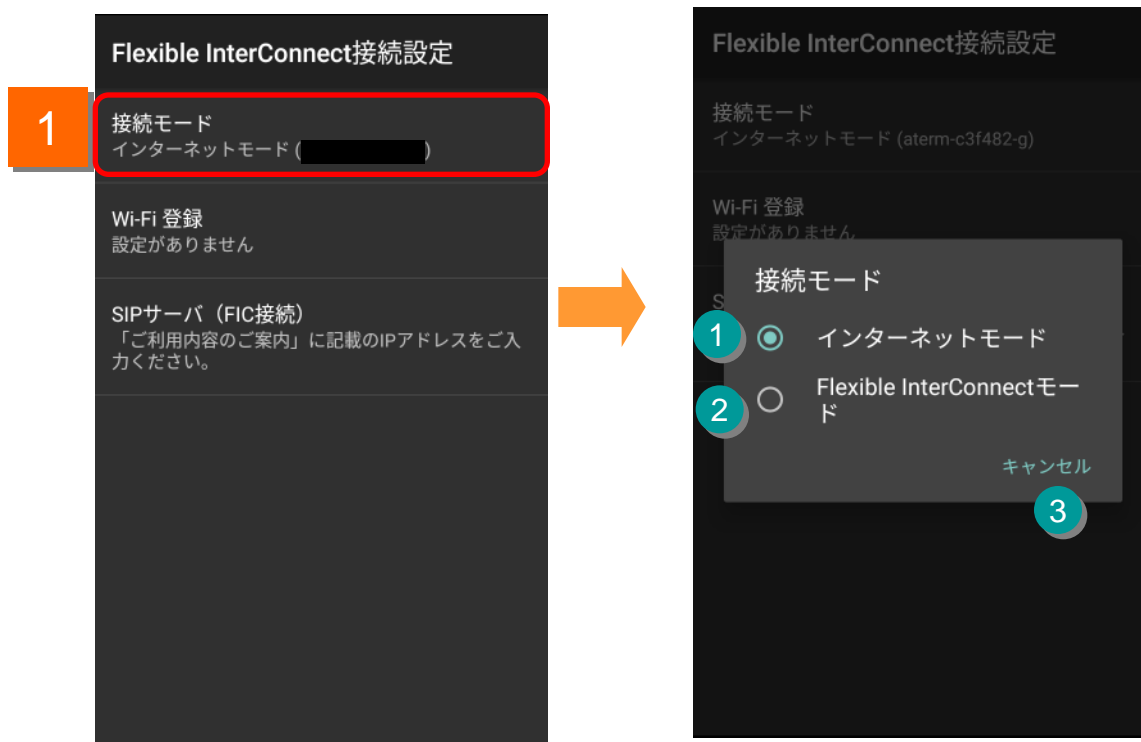 Flexible InterConnect接続設定
1
接続モード
インターネットモード ( )
Wi-Fi 登録
設定がありません
SIPサーバ（FIC接続）
「ご利用内容のご案内」に記載のIPアドレスをご入
力ください。
Flexible InterConnect接続設定
接続モード
インターネットモード (aterm-c3f482-g)
Wi-Fi 登録
設定がありません
S
接続モード
1
インターネットモード
2
Flexible InterConnectモー
ド
キャンセル
3